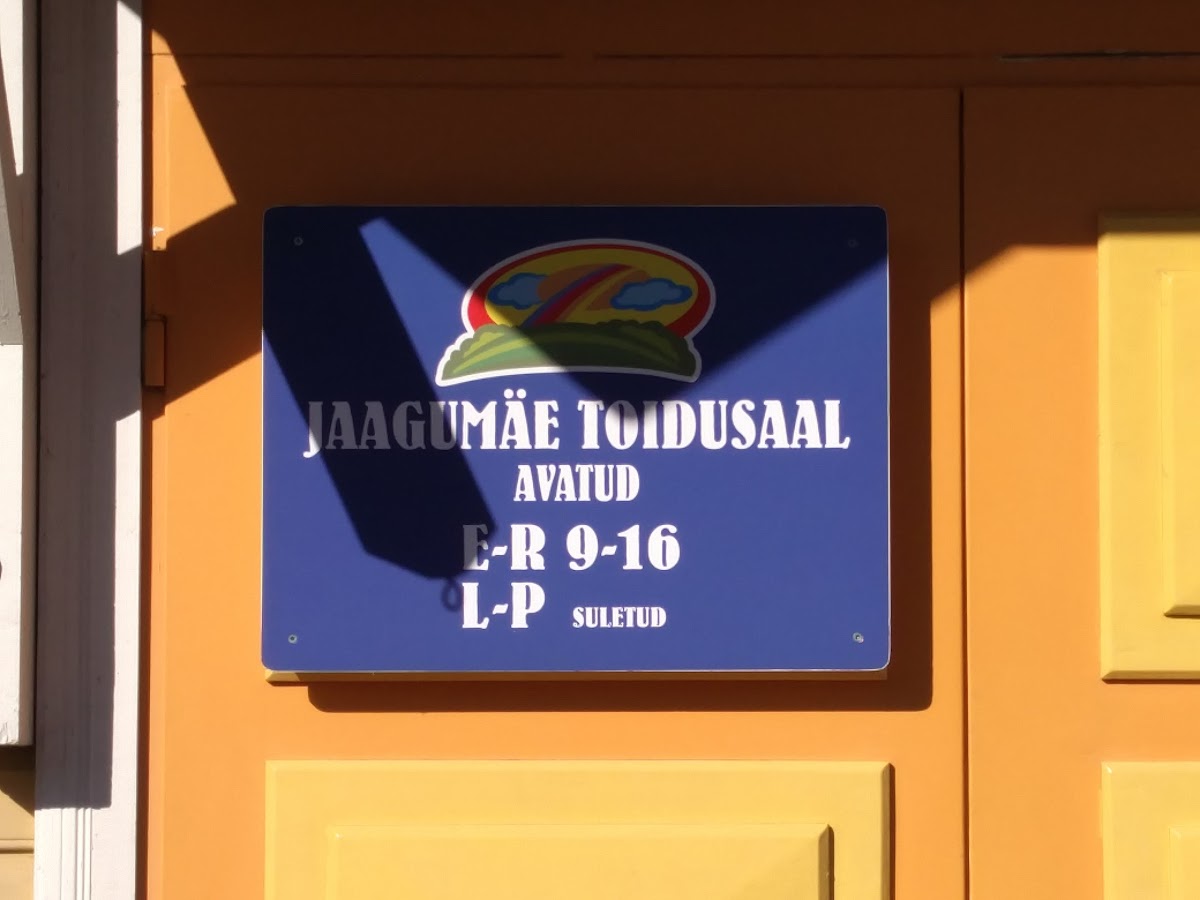 JAAGUMÄE TOIDUSAAL
AVATUD
E-R 9-16
L-P SULETUD